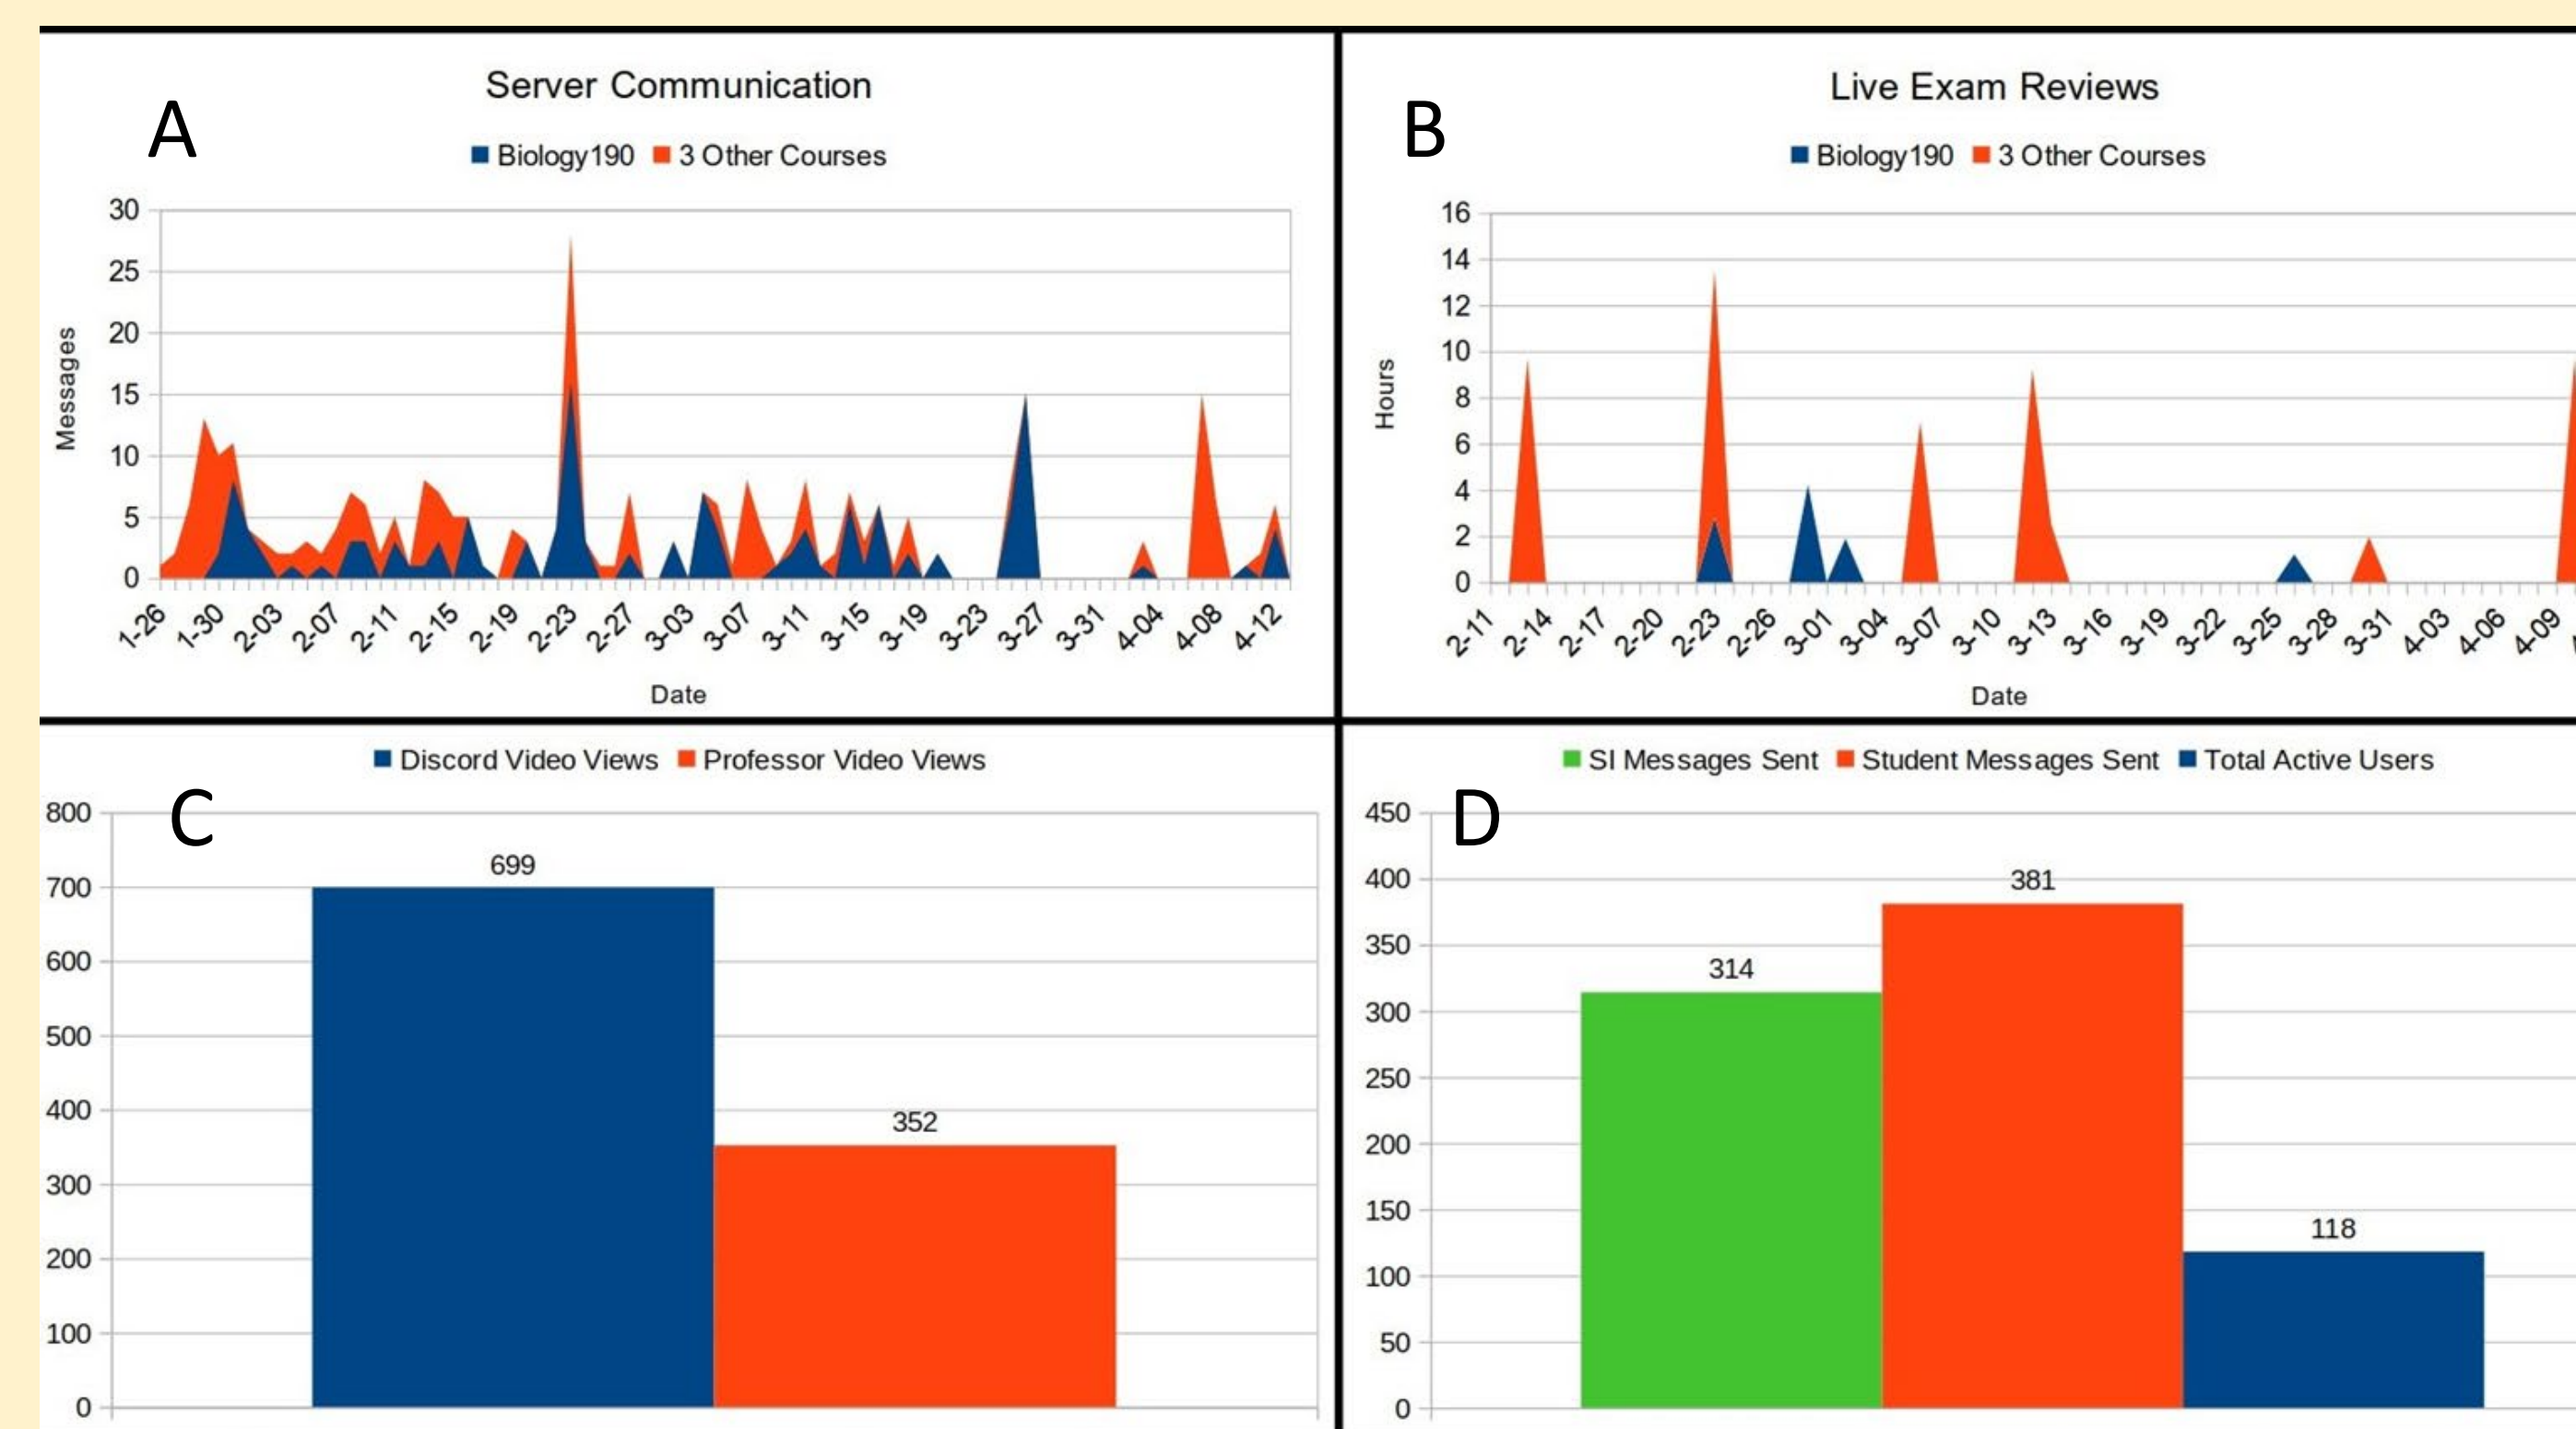 A
Server Communication
Biology190 3 Other Courses
30
25
20
15
10
5
0
Messages
1-26 1-30 2-03 2-07 2-11 2-15 2-19 2-23 2-27 3-03 3-07 3-11 3-15 3-19 3-23 3-27 3-31 4-04 4-08 4-12
Date
B
Live Exam Reviews
Biology190 3 Other Courses
16
14
12
10
8
6
4
2
0
Hours
2-11 2-14 2-17 2-20 2-23 2-26 3-01 3-04 3-07 3-10 3-13 3-16 3-19 3-22 3-25 3-28 3-31 4-03 4-06 4-09
Date
Discord Video Views Professor Video Views
C
800
700
600
500
400
300
200
100
0
699
352
SI Messages Sent Student Messages Sent Total Active Users
D
450
400
350
300
250
200
150
100
50
0
314
381
118